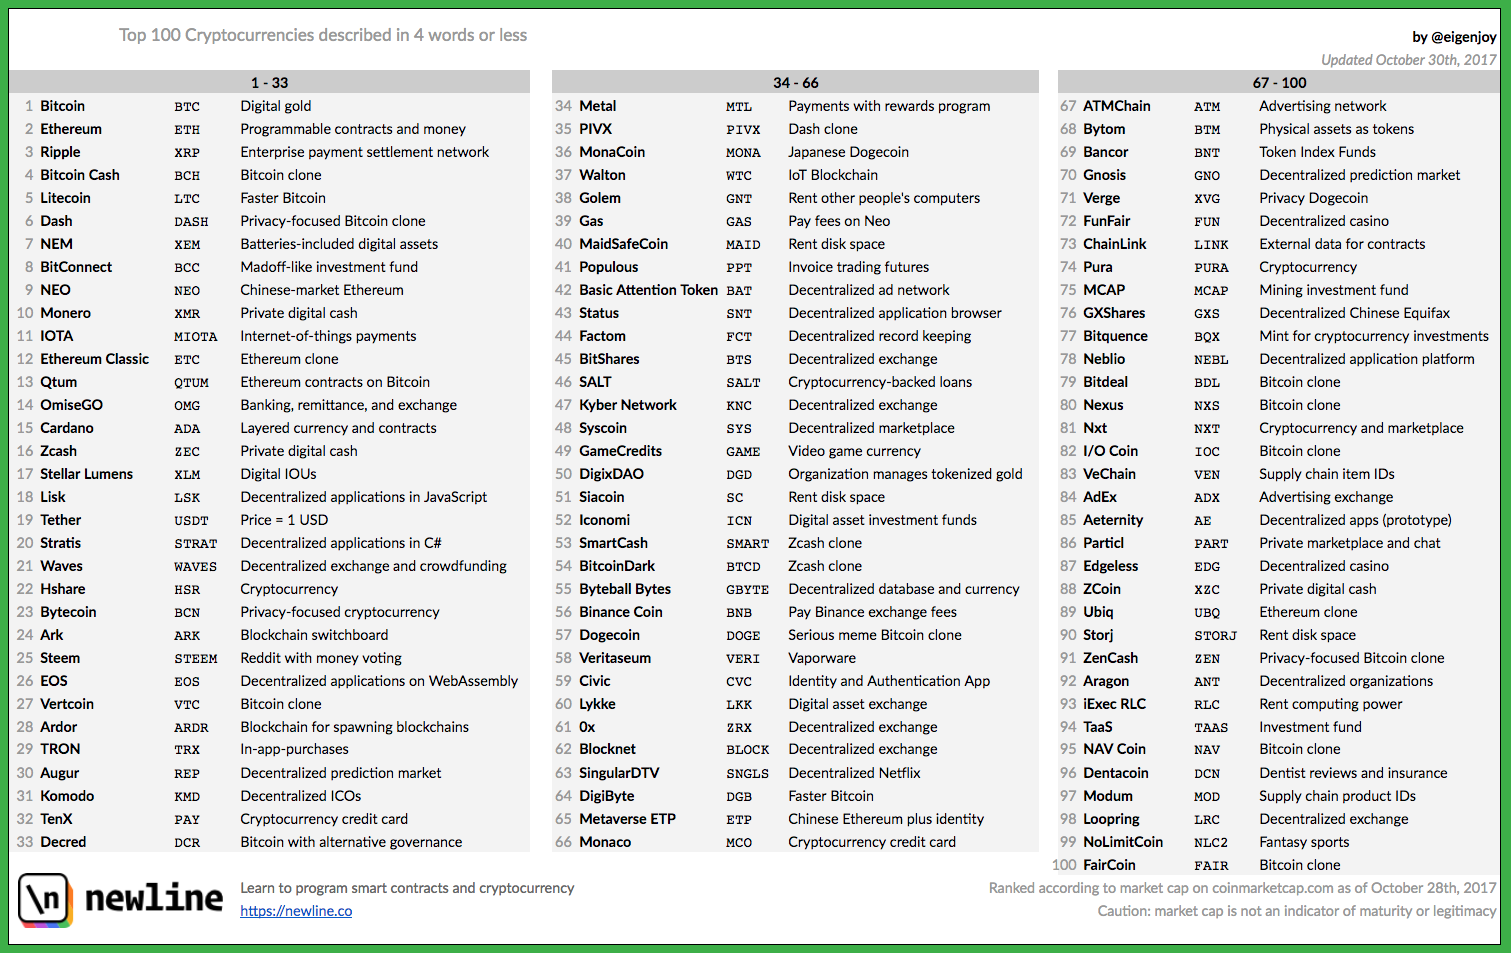 Top 100 Cryptocurrencies described in 4 words or less
by @eigenjoy
Updated October 30th, 2017
1 - 33
1 Bitcoin BTC Digital gold
2 Ethereum ETH Programmable contracts and money
3 Ripple XRP Enterprise payment settlement network
4 Bitcoin Cash BCH Bitcoin clone
5 Litecoin LTC Faster Bitcoin
6 Dash DASH Privacy-focused Bitcoin clone
7 NEM XEM Batteries-included digital assets
8 BitConnect BCC Madoff-like investment fund
9 NEO NEO Chinese-market Ethereum
10 Monero XMR Private digital cash
11 IOTA MIOTA Internet-of-things payments
12 Ethereum Classic ETC Ethereum clone
13 Qtum QTUM Ethereum contracts on Bitcoin
14 OmiseGO OMG Banking, remittance, and exchange
15 Cardano ADA Layered currency and contracts
16 Zcash ZEC Private digital cash
17 Stellar Lumens XLM Digital IOUs
18 Lisk LSK Decentralized applications in JavaScript
19 Tether USDT Price = 1 USD
20 Stratis STRAT Decentralized applications in C#
21 Waves WAVES Decentralized exchange and crowdfunding
22 Hshare HSR Cryptocurrency
23 Bytecoin BCN Privacy-focused cryptocurrency
24 Ark ARK Blockchain switchboard
25 Steem STEEM Reddit with money voting
26 EOS EOS Decentralized applications on WebAssembly
27 Vertcoin VTC Bitcoin clone
28 Ardor ARDR Blockchain for spawning blockchains
29 TRON TRX In-app-purchases
30 Augur REP Decentralized prediction market
31 Komodo KMD Decentralized ICOs
32 TenX PAY Cryptocurrency credit card
33 Decred DCR Bitcoin with alternative governance
34 - 66
34 Metal MTL Payments with rewards program
35 PIVX PIVX Dash clone
36 MonaCoin MONA Japanese Dogecoin
37 Walton WTC IoT Blockchain
38 Golem GNT Rent other people's computers
39 Gas GAS Pay fees on Neo
40 MaidSafeCoin MAID Rent disk space
41 Populous PPT Invoice trading futures
42 Basic Attention Token BAT Decentralized ad network
43 Status SNT Decentralized application browser
44 Factom FCT Decentralized record keeping
45 BitShares BTS Decentralized exchange
46 SALT SALT Cryptocurrency-backed loans
47 Kyber Network KNC Decentralized exchange
48 Syscoin SYS Decentralized marketplace
49 GameCredits GAME Video game currency
50 DigixDAO DGD Organization manages tokenized gold
51 Siacoin SC Rent disk space
52 Iconomi ICN Digital asset investment funds
53 SmartCash SMART Zcash clone
54 BitcoinDark BTCD Zcash clone
55 Byteball Bytes GBYTE Decentralized database and currency
56 Binance Coin BNB Pay Binance exchange fees
57 Dogecoin DOGE Serious meme Bitcoin clone
58 Veritaseum VERI Vaporware
59 Civic CVC Identity and Authentication App
60 Lykke LKK Digital asset exchange
61 0x ZRX Decentralized exchange
62 Blocknet BLOCK Decentralized exchange
63 SingularDTV SNGLS Decentralized Netflix
64 DigiByte DGB Faster Bitcoin
65 Metaverse ETP ETP Chinese Ethereum plus identity
66 Monaco MCO Cryptocurrency credit card
67 - 100
67 ATMChain ATM Advertising network
68 Bytom BTM Physical assets as tokens
69 Bancor BNT Token Index Funds
70 Gnosis GNO Decentralized prediction market
71 Verge XVG Privacy Dogecoin
72 FunFair FUN Decentralized casino
73 ChainLink LINK External data for contracts
74 Pura PURA Cryptocurrency
75 MCAP MCAP Mining investment fund
76 GXShares GXS Decentralized Chinese Equifax
77 Bitquence BQX Mint for cryptocurrency investments
78 Neblio NEBL Decentralized application platform
79 Bitdeal BDL Bitcoin clone
80 Nexus NXS Bitcoin clone
81 Nxt NXT Cryptocurrency and marketplace
82 I/O Coin IOC Bitcoin clone
83 VeChain VEN Supply chain item IDs
84 AdEx ADX Advertising exchange
85 Aeternity AE Decentralized apps (prototype)
86 Particl PART Private marketplace and chat
87 Edgeless EDG Decentralized casino
88 ZCoin XZC Private digital cash
89 Ubiq UBQ Ethereum clone
90 Storj STORJ Rent disk space
91 ZenCash ZEN Privacy-focused Bitcoin clone
92 Aragon ANT Decentralized organizations
93 iExec RLC RLC Rent computing power
94 TaaS TAAS Investment fund
95 NAV Coin NAV Bitcoin clone
96 Dentacoin DCN Dentist reviews and insurance
97 Modum MOD Supply chain product IDs
98 Loopring LRC Decentralized exchange
99 NoLimitCoin NLC2 Fantasy sports
100 FairCoin FAIR Bitcoin clone
\n newline
Learn to program smart contracts and cryptocurrency
https://newline.co
Ranked according to market cap on coinmarketcap.com as of October 28th, 2017
Caution: market cap is not an indicator of maturity or legitimacy